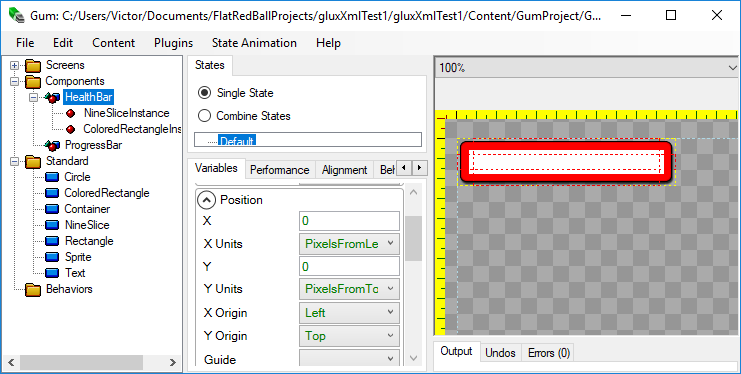 Gum: C:/Users/Victor/Documents/FlatRedBallProjects/gluxXmlTest1/gluxXmlTest1/Content/GumProject/G...
File Edit Content Plugins State Animation Help
Screens
Components
HealthBar
NineSliceInstance
ColoredRectangleIns
ProgressBar
Standard
Circle
ColoredRectangle
Container
NineSlice
Rectangle
Sprite
Text
Behaviors
States
Single State
Combine States
Default
Variables Performance Alignment Beh
Position
X 0
X Units PixelsFromLe
Y 0
Y Units PixelsFromTo
X Origin Left
Y Origin Top
Guide
100%
Output Undos Errors (0)